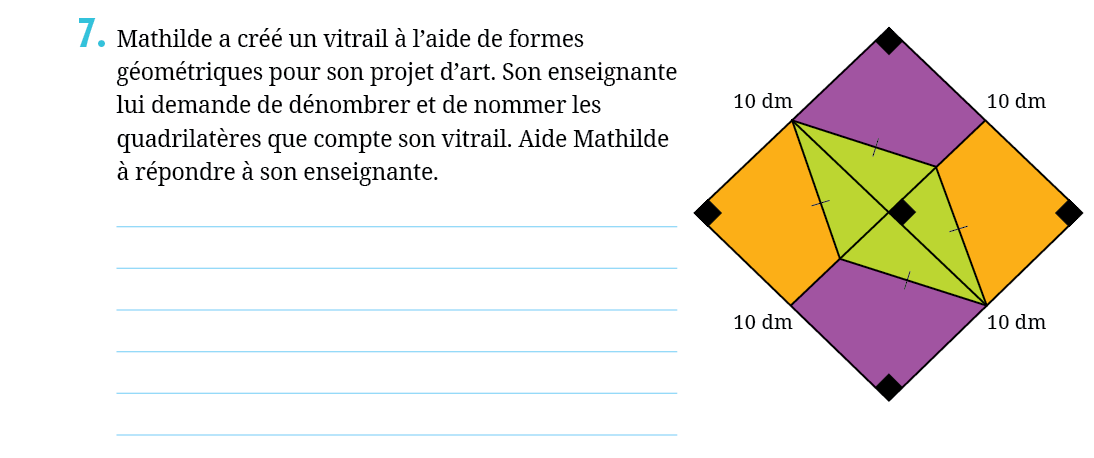 7. Mathilde a créé un vitrail à l’aide de formes
géométriques pour son projet d’art. Son enseignante
lui demande de dénombrer et de nommer les
quadrilatères que compte son vitrail. Aide Mathilde
à répondre à son enseignante.
10 dm
10 dm
10 dm
10 dm